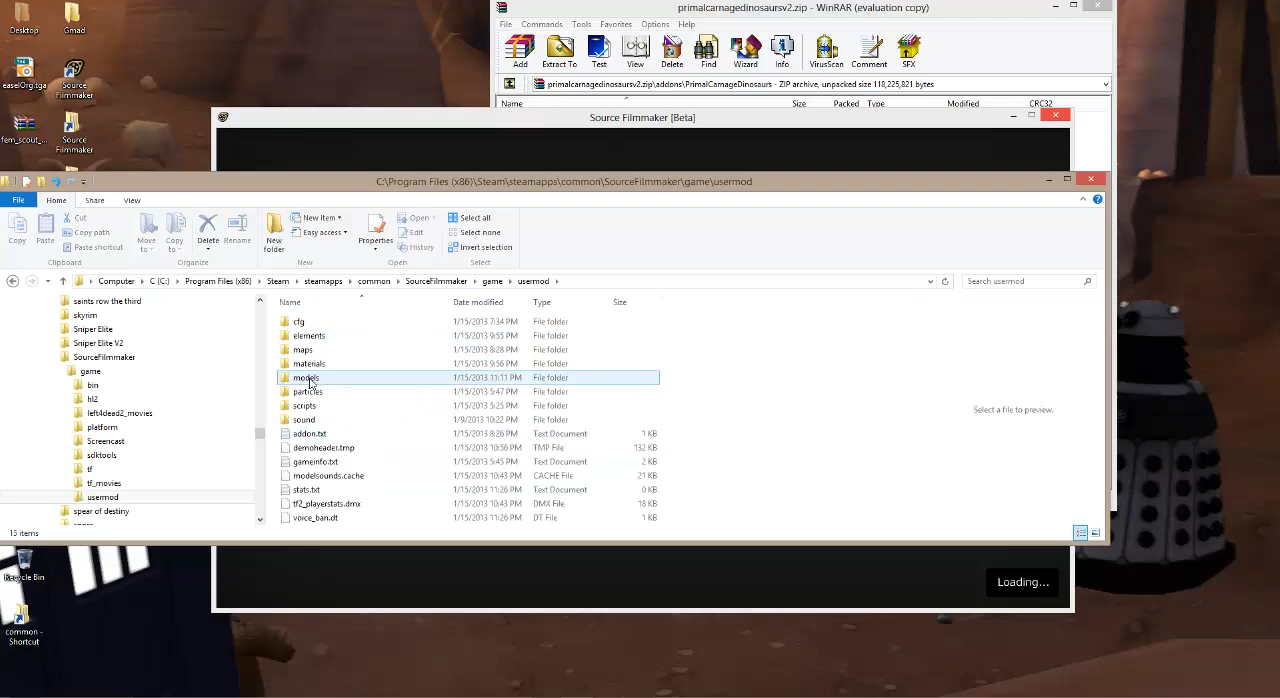 Desktop
Gmad
easelOrg.tga
Source Filmmaker
fem_scout_...
Source Filmmaker
primalcarnagedinosaursv2.zip - WinRAR (evaluation copy)
File Commands Tools Favorites Options Help
Add Extract To Test View Delete Find Wizard Info VirusScan Comment SFX
primalcarnagedinosaursv2.zip\addons\PrimalCarnageDinosaurs - ZIP archive, unpacked size 118,225,821 bytes
Name Size Packed Type Modified CRC32
Source Filmmaker [Beta]
C:\Program Files (x86)\Steam\steamapps\common\SourceFilmmaker\game\usermod
File Home Share View
Copy
Paste
Cut
Copy path
Paste shortcut
Clipboard
Move to
Copy to
Delete
Rename
Organize
New folder
New item
Easy access
New
Properties
Open
Edit
History
Open
Select all
Select none
Invert selection
Select
Computer C (C:) Program Files (x86) Steam steamapps common SourceFilmmaker game usermod
Search usermod
saints row the third
skyrim
Sniper Elite
Sniper Elite V2
SourceFilmmaker
game
bin
hl2
left4dead2_movies
platform
Screencast
sdktools
tf
tf_movies
usermod
spear of destiny
Name Date modified Type Size
cfg 1/15/2013 7:34 PM File folder
elements 1/15/2013 9:55 PM File folder
maps 1/15/2013 8:28 PM File folder
materials 1/15/2013 9:56 PM File folder
models 1/15/2013 11:11 PM File folder
particles 1/15/2013 5:47 PM File folder
scripts 1/15/2013 5:25 PM File folder
sound 1/9/2013 10:22 PM File folder
addon.txt 1/15/2013 8:26 PM Text Document 1 KB
demoheader.tmp 1/15/2013 10:56 PM TMP File 132 KB
gameinfo.txt 1/15/2013 5:45 PM Text Document 2 KB
modelsounds.cache 1/15/2013 10:43 PM CACHE File 21 KB
stats.txt 1/15/2013 11:26 PM Text Document 0 KB
tf2_playerstats.dmx 1/15/2013 10:43 PM DMX File 18 KB
voice_ban.dt 1/15/2013 11:26 PM DT File 1 KB
Select a file to preview.
15 items
Recycle Bin
Loading...
common - Shortcut